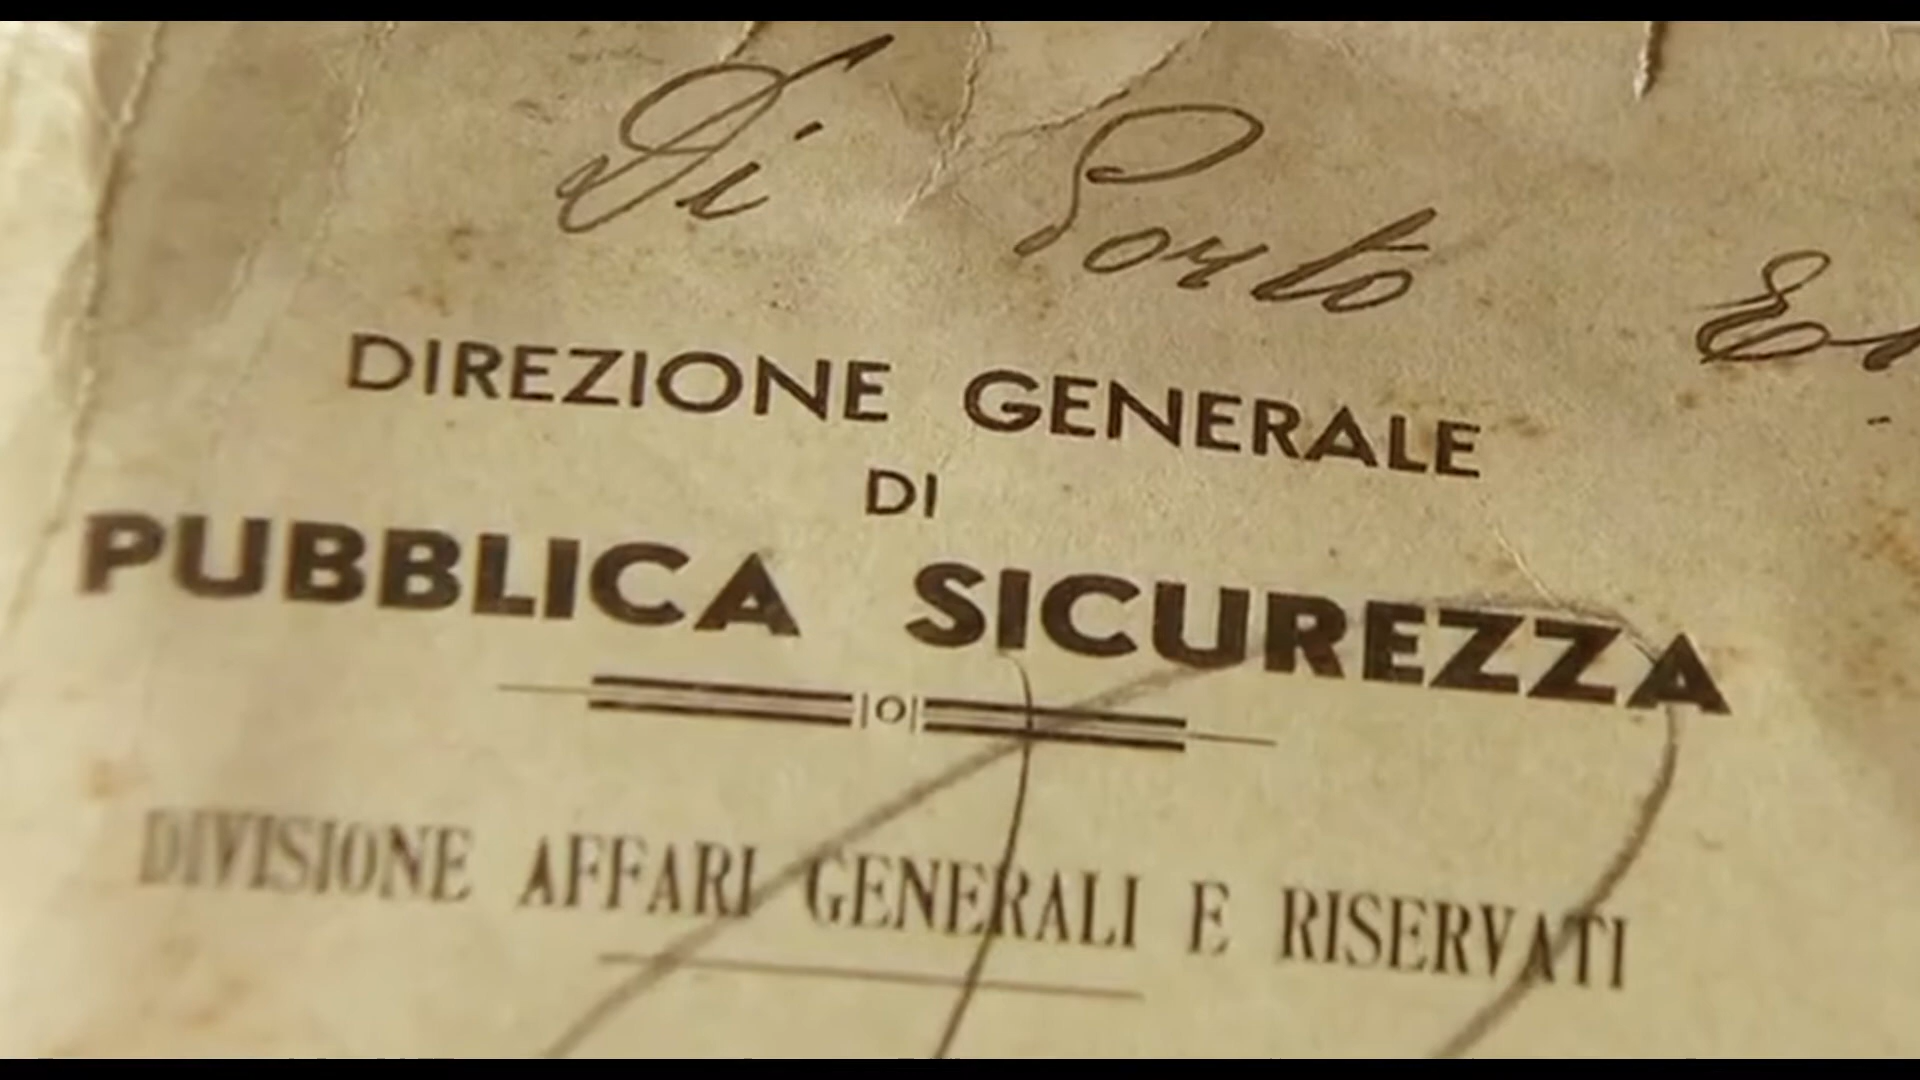 Di Porto
DIREZIONE GENERALE
DI
PUBBLICA SICUREZZA
|O|
DIVISIONE AFFARI GENERALI E RISERVATI